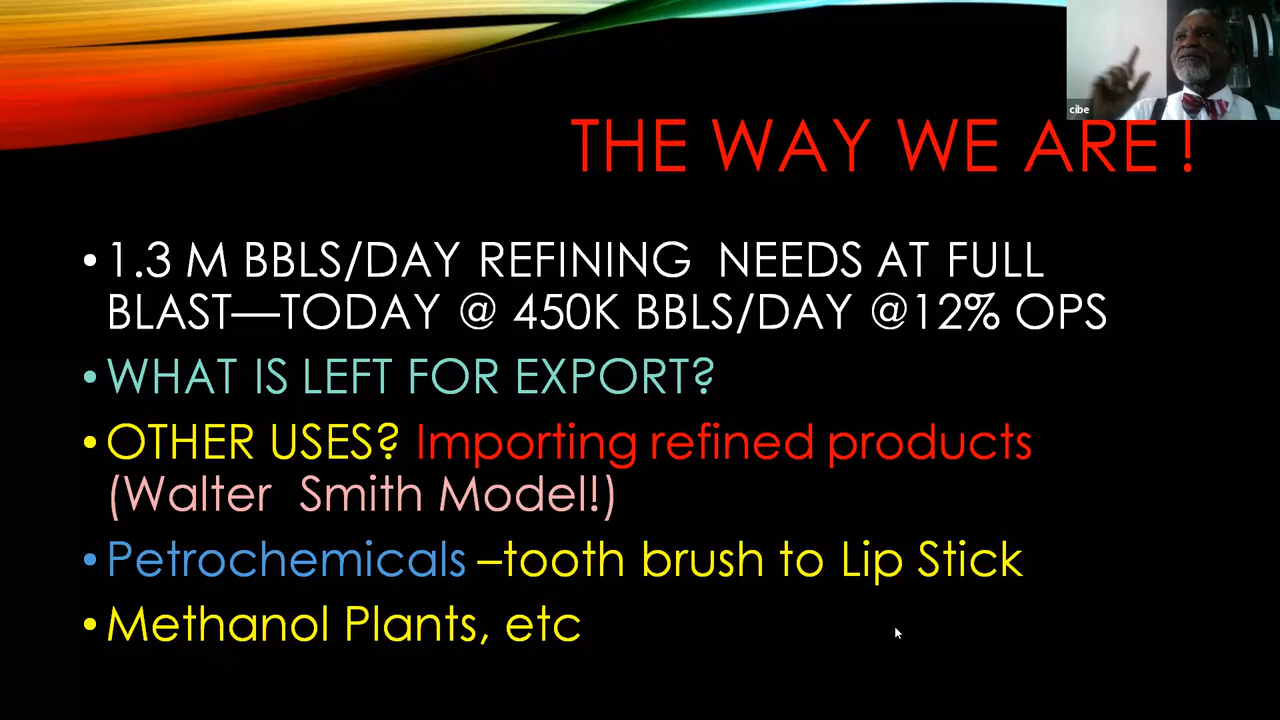 cibe
THE WAY WE ARE !
•1.3 M BBLS/DAY REFINING NEEDS AT FULL
BLAST—TODAY @ 450K BBLS/DAY @12% OPS
•WHAT IS LEFT FOR EXPORT?
•OTHER USES? Importing refined products
(Walter Smith Model!)
•Petrochemicals –tooth brush to Lip Stick
•Methanol Plants, etc